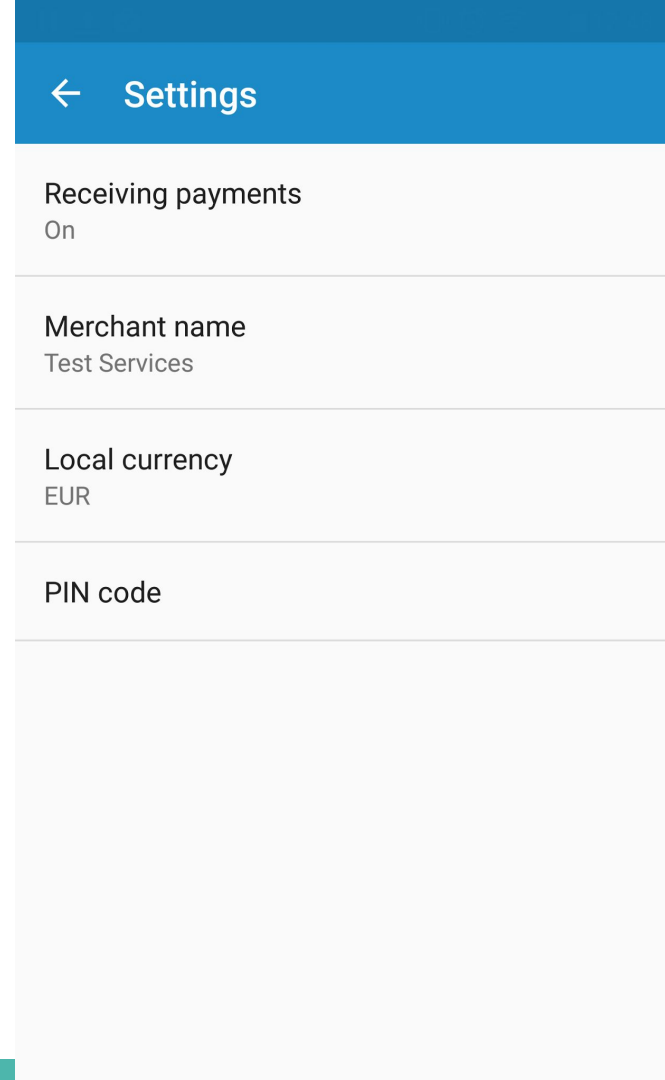 Settings
Receiving payments
On
Merchant name
Test Services
Local currency
EUR
PIN code